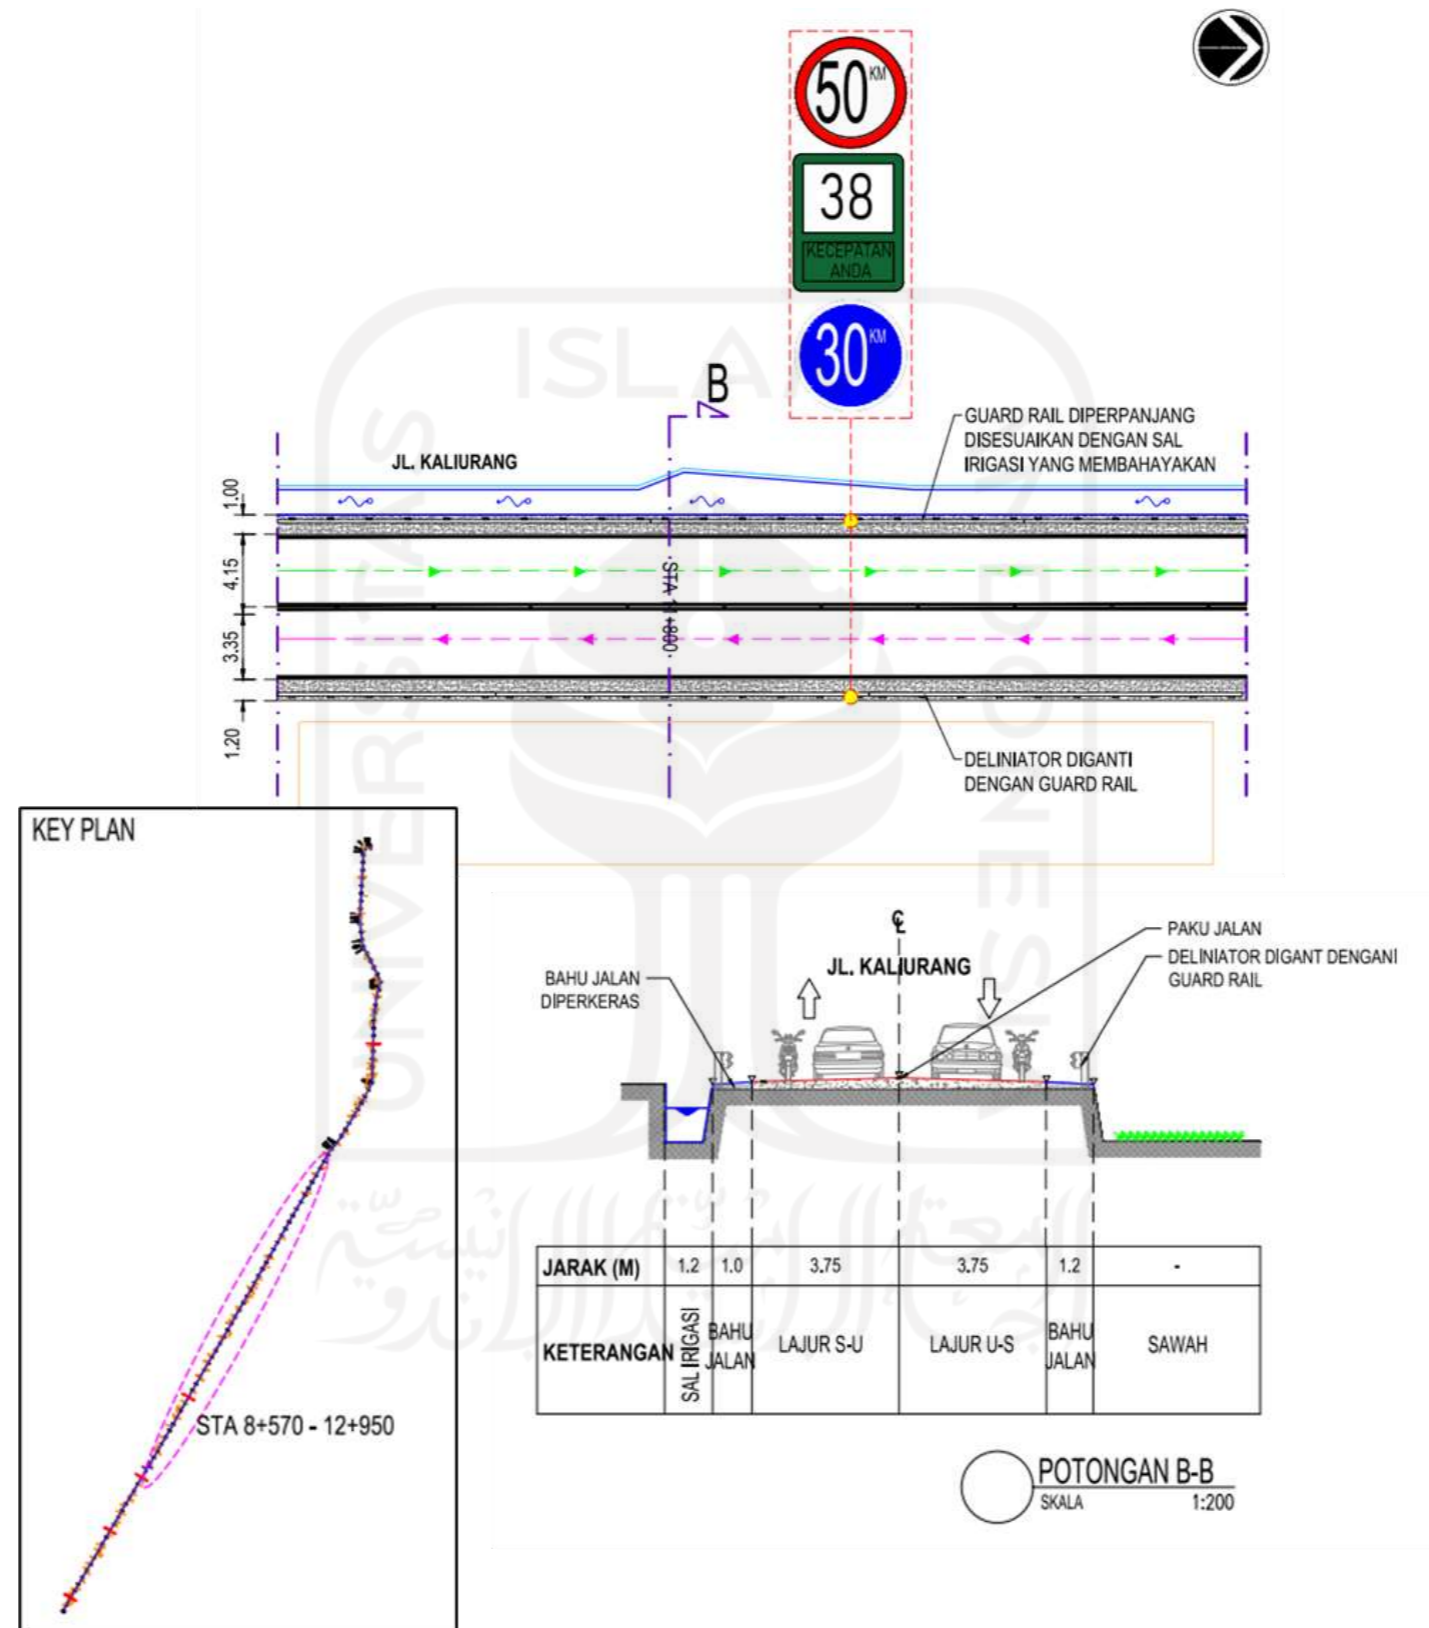 50 KM
38
KECEPATAN
ANDA
30 KM
B
GUARD RAIL DIPERPANJANG
DISESUAIKAN DENGAN SAL
IRIGASI YANG MEMBAHAYAKAN
JL. KALIURANG
1.00
4.15
3.35
1.20
DELINIATOR DIGANTI
DENGAN GUARD RAIL
KEY PLAN
STA 8+570 - 12+950
PAKU JALAN
JL. KALIURANG
DELINIATOR DIGANT DENGANI
GUARD RAIL
BAHU JALAN
DIPERKERAS
JARAK (M) 1.2 1.0 3.75 3.75 1.2 -
KETERANGAN SAL IRIGASI BAHU JALAN LAJUR S-U LAJUR U-S BAHU JALAN SAWAH
POTONGAN B-B
SKALA 1:200
UNIVERSITAS
ISLAM
INDONESIA